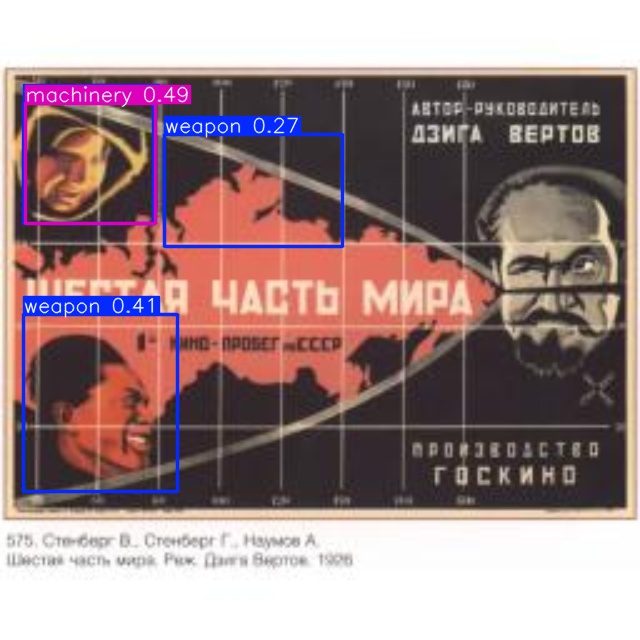 machinery 0.49
weapon 0.27
АВТОР-РУКОВОДИТЕЛЬ
ДЗИГА ВЕРТОВ
ШЕСТАЯ ЧАСТЬ МИРА
weapon 0.41
КИНО-ПРОБЕГ по СССР
ПРОИЗВОДСТВО
ГОСКИНО
575. Стенберг В., Стенберг Г., Наумов А.
Шестая часть мира. Реж. Дзига Вертов. 1926